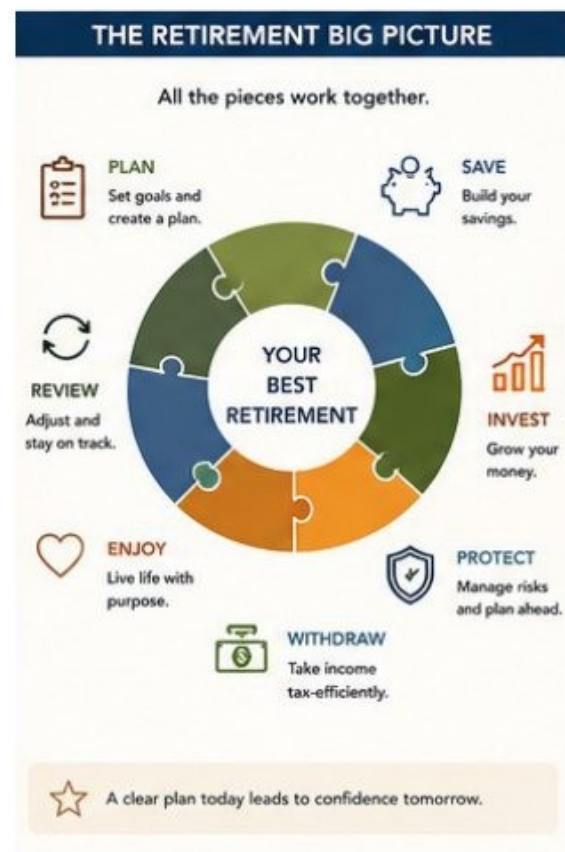 THE RETIREMENT BIG PICTURE
All the pieces work together.
PLAN
Set goals and
create a plan.
SAVE
Build your
savings.
INVEST
Grow your
money.
PROTECT
Manage risks
and plan ahead.
WITHDRAW
Take income
tax-efficiently.
ENJOY
Live life with
purpose.
REVIEW
Adjust and
stay on track.
YOUR
BEST
RETIREMENT
A clear plan today leads to confidence tomorrow.